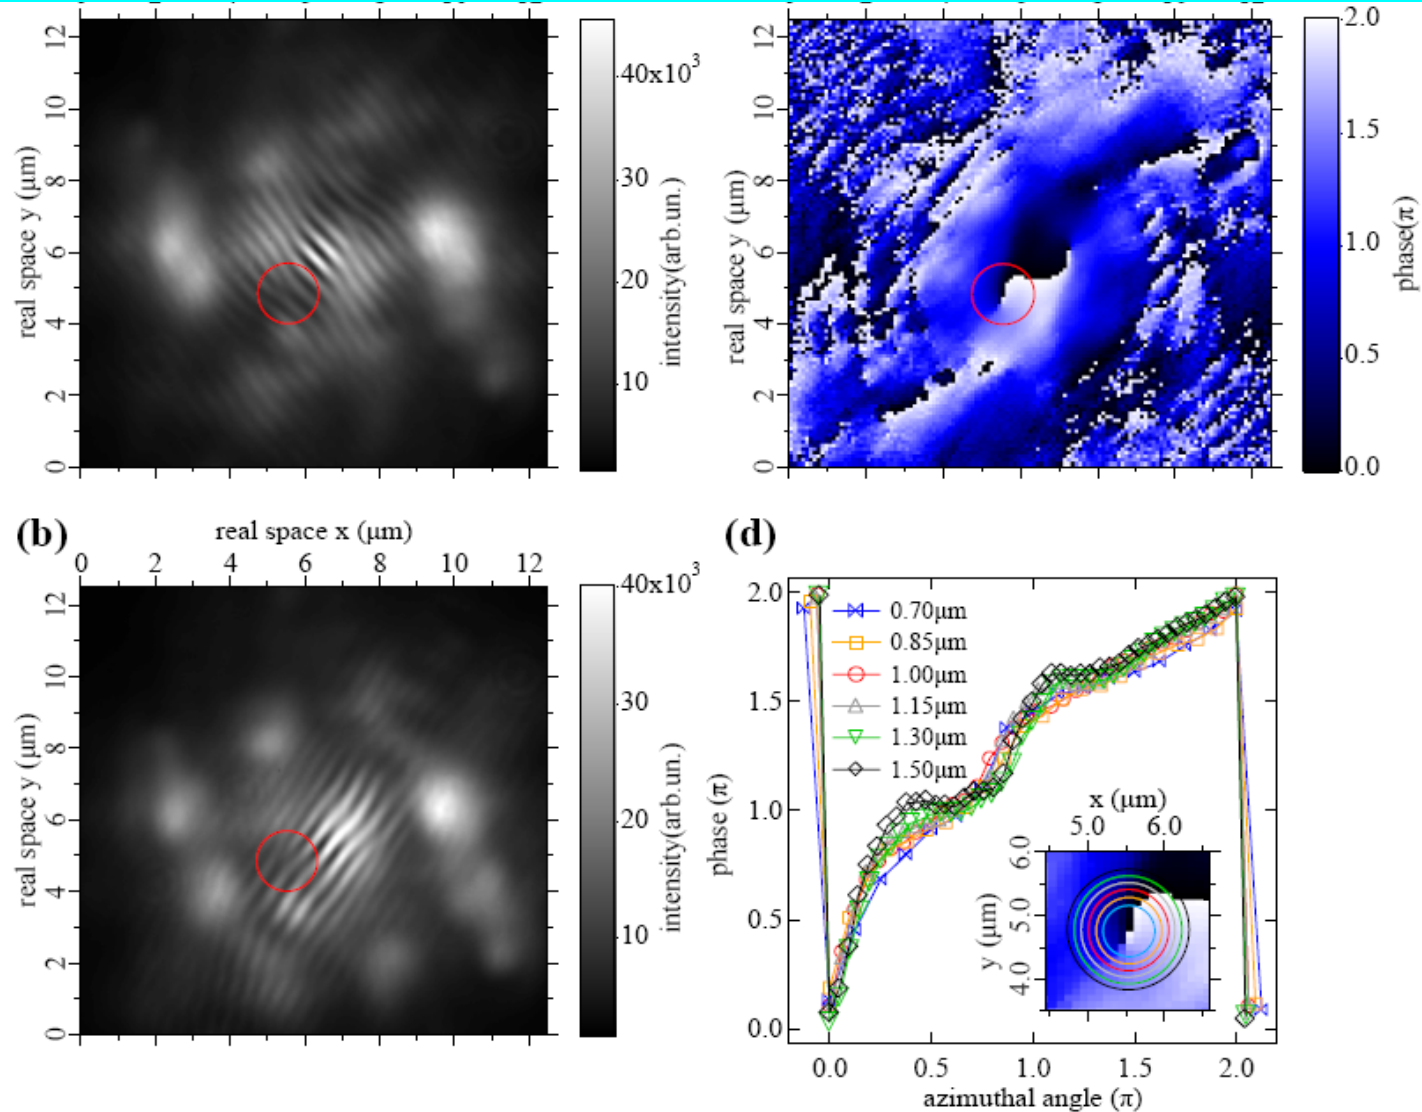 12
10
8
6
4
2
0
real space y (μm)
40x10³
30
20
10
intensity(arb.un.)
12
10
8
6
4
2
0
real space y (μm)
2.0
1.5
1.0
0.5
0.0
phase(π)
(b)
real space x (μm)
0 2 4 6 8 10 12
12
10
8
6
4
2
0
real space y (μm)
40x10³
30
20
10
intensity(arb.un.)
(d)
2.0
1.5
1.0
0.5
0.0
phase (π)
0.70μm
0.85μm
1.00μm
1.15μm
1.30μm
1.50μm
x (μm)
5.0 6.0
6.0
5.0
4.0
y (μm)
0.0 0.5 1.0 1.5 2.0
azimuthal angle (π)